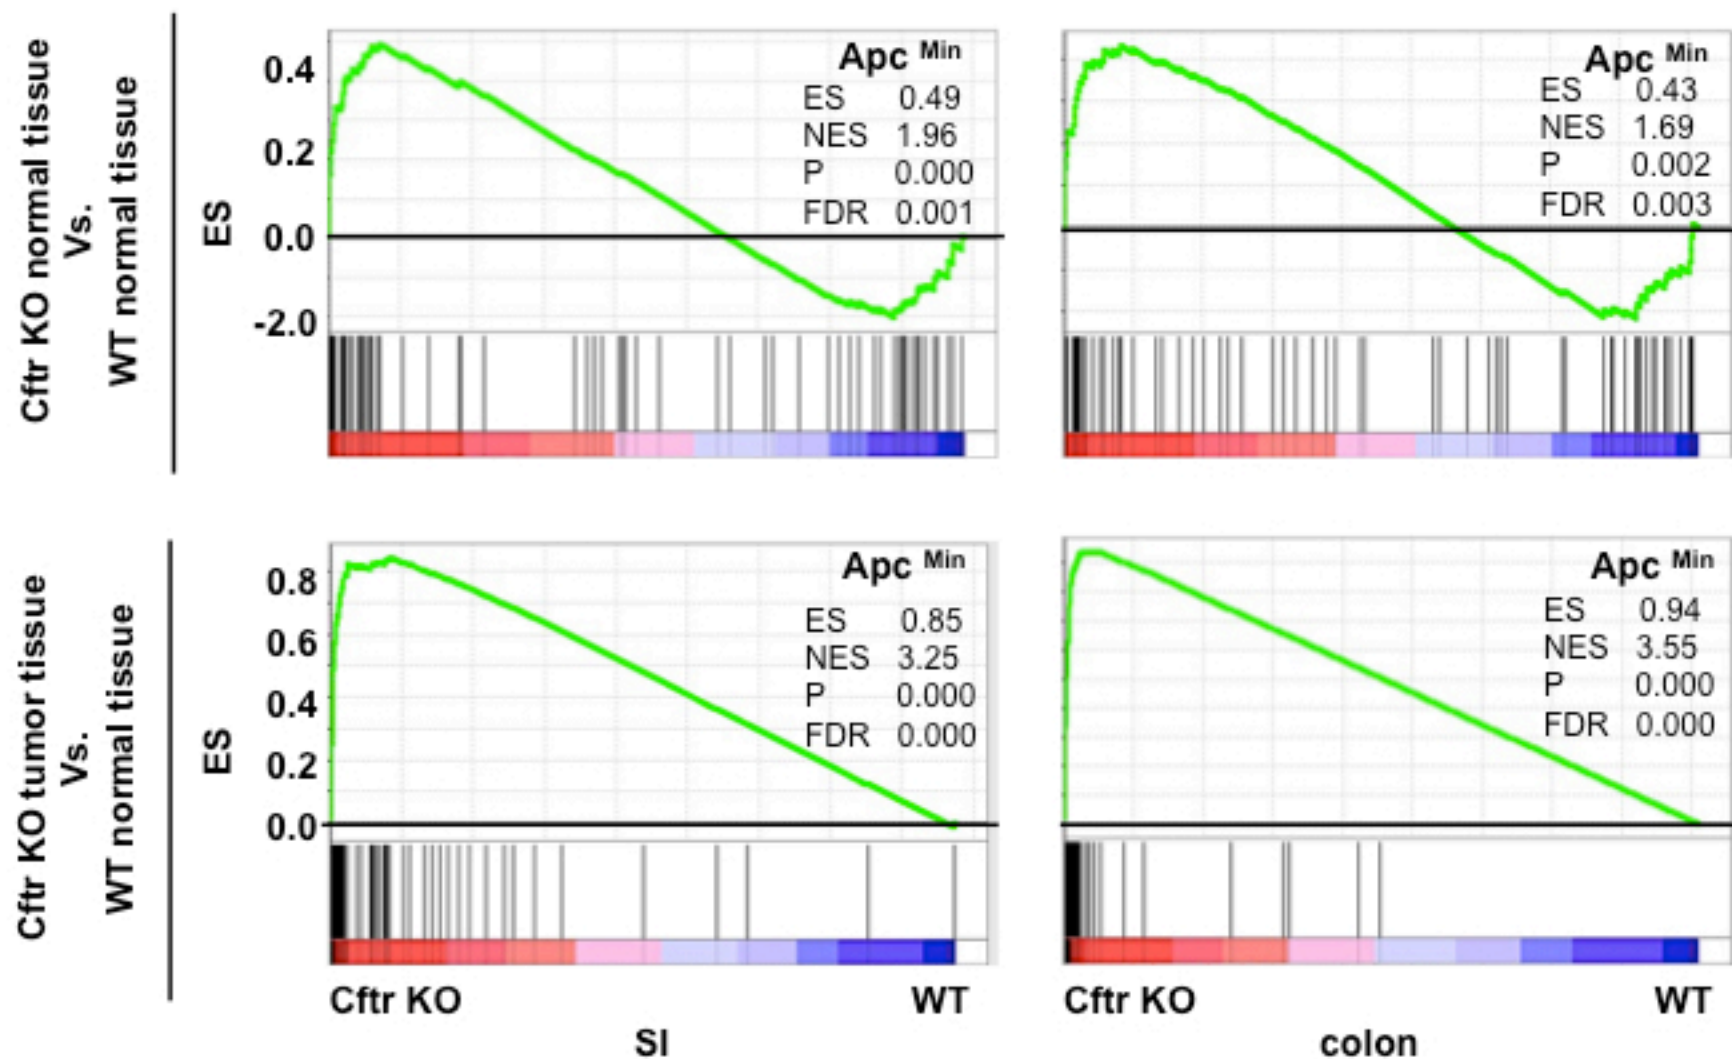 Cftr KO normal tissue
Vs.
WT normal tissue
ES
0.4
0.2
0.0
-2.0
Apc Min
ES 0.49
NES 1.96
P 0.000
FDR 0.001
Apc Min
ES 0.43
NES 1.69
P 0.002
FDR 0.003
Cftr KO tumor tissue
Vs.
WT normal tissue
ES
0.8
0.6
0.4
0.2
0.0
Apc Min
ES 0.85
NES 3.25
P 0.000
FDR 0.000
Apc Min
ES 0.94
NES 3.55
P 0.000
FDR 0.000
Cftr KO WT
SI
Cftr KO WT
colon